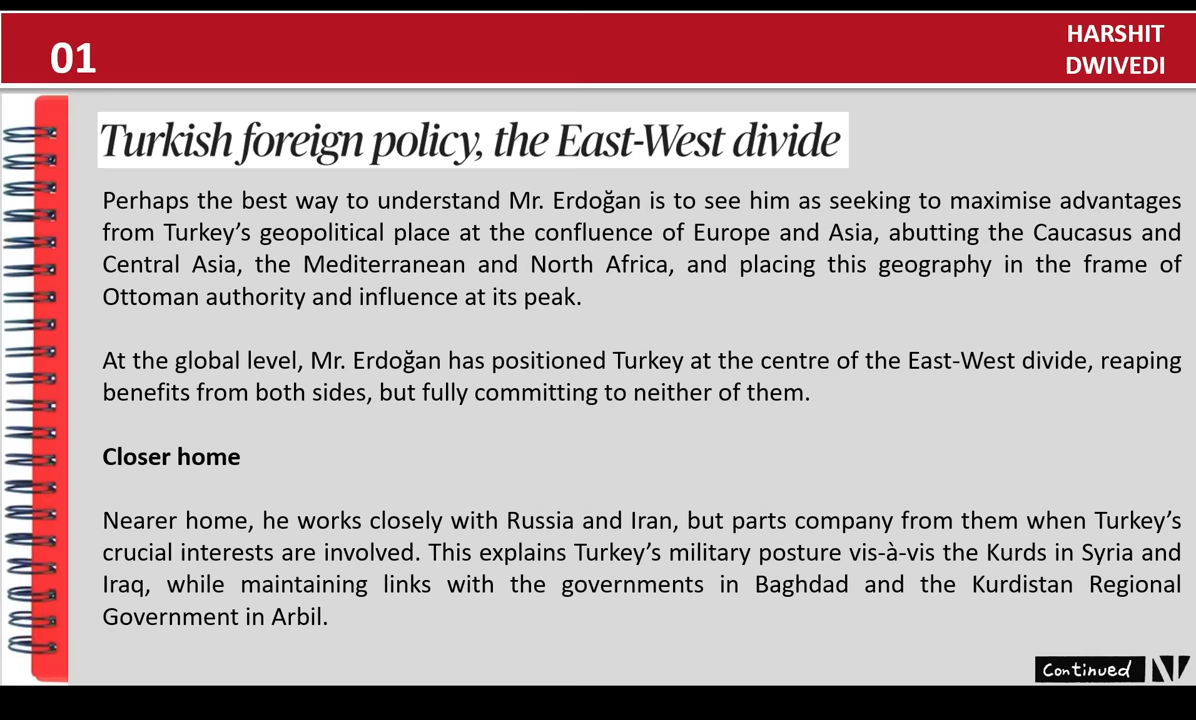 01
HARSHIT
DWIVEDI
Turkish foreign policy, the East-West divide
Perhaps the best way to understand Mr. Erdoğan is to see him as seeking to maximise advantages
from Turkey’s geopolitical place at the confluence of Europe and Asia, abutting the Caucasus and
Central Asia, the Mediterranean and North Africa, and placing this geography in the frame of
Ottoman authority and influence at its peak.
At the global level, Mr. Erdoğan has positioned Turkey at the centre of the East-West divide, reaping
benefits from both sides, but fully committing to neither of them.
Closer home
Nearer home, he works closely with Russia and Iran, but parts company from them when Turkey’s
crucial interests are involved. This explains Turkey’s military posture vis-à-vis the Kurds in Syria and
Iraq, while maintaining links with the governments in Baghdad and the Kurdistan Regional
Government in Arbil.
Continued